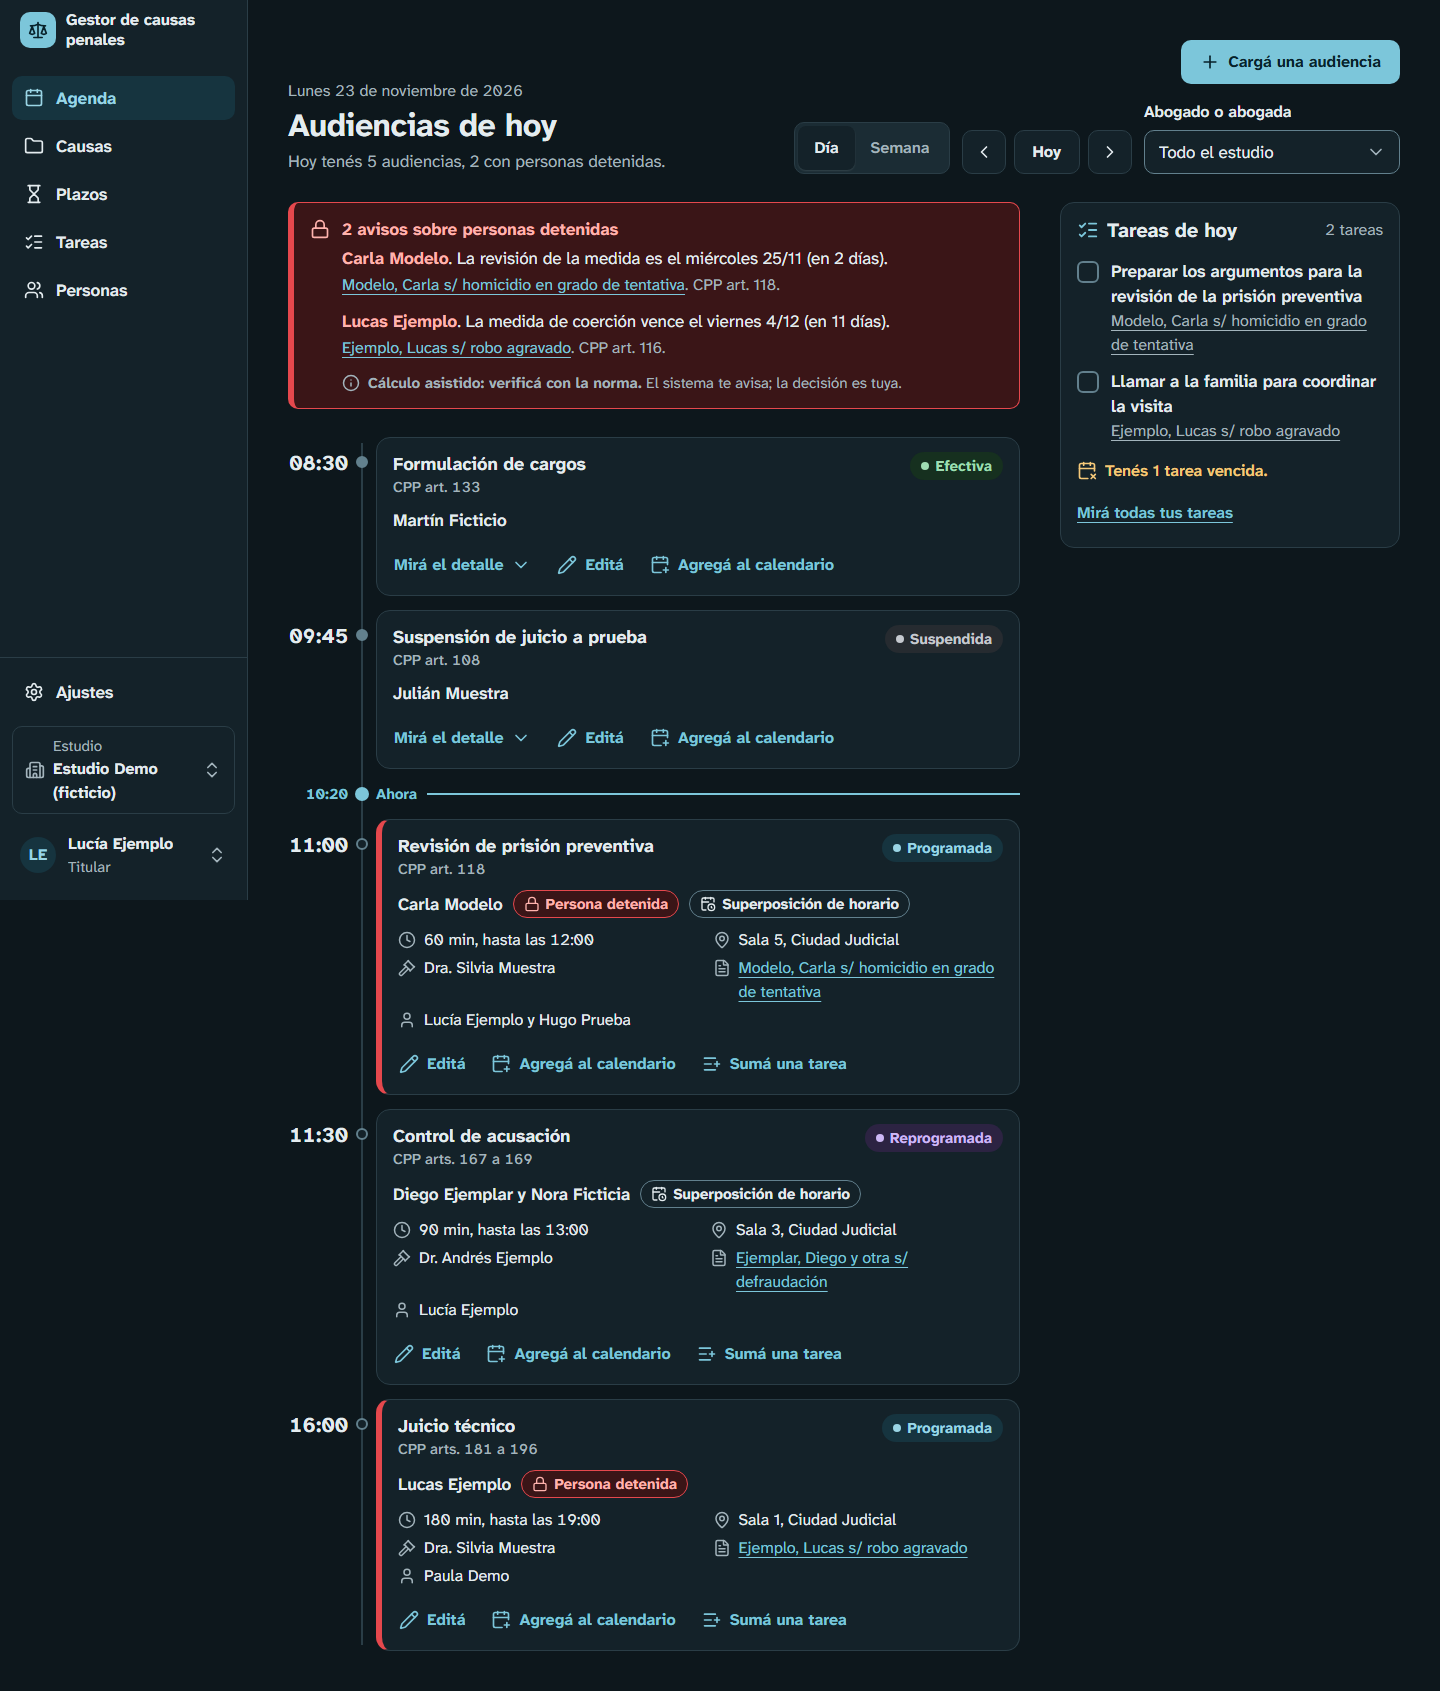 Gestor de causas
penales
Agenda
Causas
Plazos
Tareas
Personas
Ajustes
Estudio
Estudio Demo
(ficticio)
LE
Lucía Ejemplo
Titular
Cargá una audiencia
Lunes 23 de noviembre de 2026
Audiencias de hoy
Hoy tenés 5 audiencias, 2 con personas detenidas.
Día
Semana
Hoy
Abogado o abogada
Todo el estudio
2 avisos sobre personas detenidas
Carla Modelo. La revisión de la medida es el miércoles 25/11 (en 2 días).
Modelo, Carla s/ homicidio en grado de tentativa. CPP art. 118.
Lucas Ejemplo. La medida de coerción vence el viernes 4/12 (en 11 días).
Ejemplo, Lucas s/ robo agravado. CPP art. 116.
Cálculo asistido: verificá con la norma. El sistema te avisa; la decisión es tuya.
08:30
Formulación de cargos
Efectiva
CPP art. 133
Martín Ficticio
Mirá el detalle
Editá
Agregá al calendario
09:45
Suspensión de juicio a prueba
Suspendida
CPP art. 108
Julián Muestra
Mirá el detalle
Editá
Agregá al calendario
10:20
Ahora
11:00
Revisión de prisión preventiva
Programada
CPP art. 118
Carla Modelo
Persona detenida
Superposición de horario
60 min, hasta las 12:00
Sala 5, Ciudad Judicial
Dra. Silvia Muestra
Modelo, Carla s/ homicidio en grado
de tentativa
Lucía Ejemplo y Hugo Prueba
Editá
Agregá al calendario
Sumá una tarea
11:30
Control de acusación
Reprogramada
CPP arts. 167 a 169
Diego Ejemplar y Nora Ficticia
Superposición de horario
90 min, hasta las 13:00
Sala 3, Ciudad Judicial
Dr. Andrés Ejemplo
Ejemplar, Diego y otra s/
defraudación
Lucía Ejemplo
Editá
Agregá al calendario
Sumá una tarea
16:00
Juicio técnico
Programada
CPP arts. 181 a 196
Lucas Ejemplo
Persona detenida
180 min, hasta las 19:00
Sala 1, Ciudad Judicial
Dra. Silvia Muestra
Ejemplo, Lucas s/ robo agravado
Paula Demo
Editá
Agregá al calendario
Sumá una tarea
Tareas de hoy
2 tareas
Preparar los argumentos para la
revisión de la prisión preventiva
Modelo, Carla s/ homicidio en grado
de tentativa
Llamar a la familia para coordinar
la visita
Ejemplo, Lucas s/ robo agravado
Tenés 1 tarea vencida.
Mirá todas tus tareas